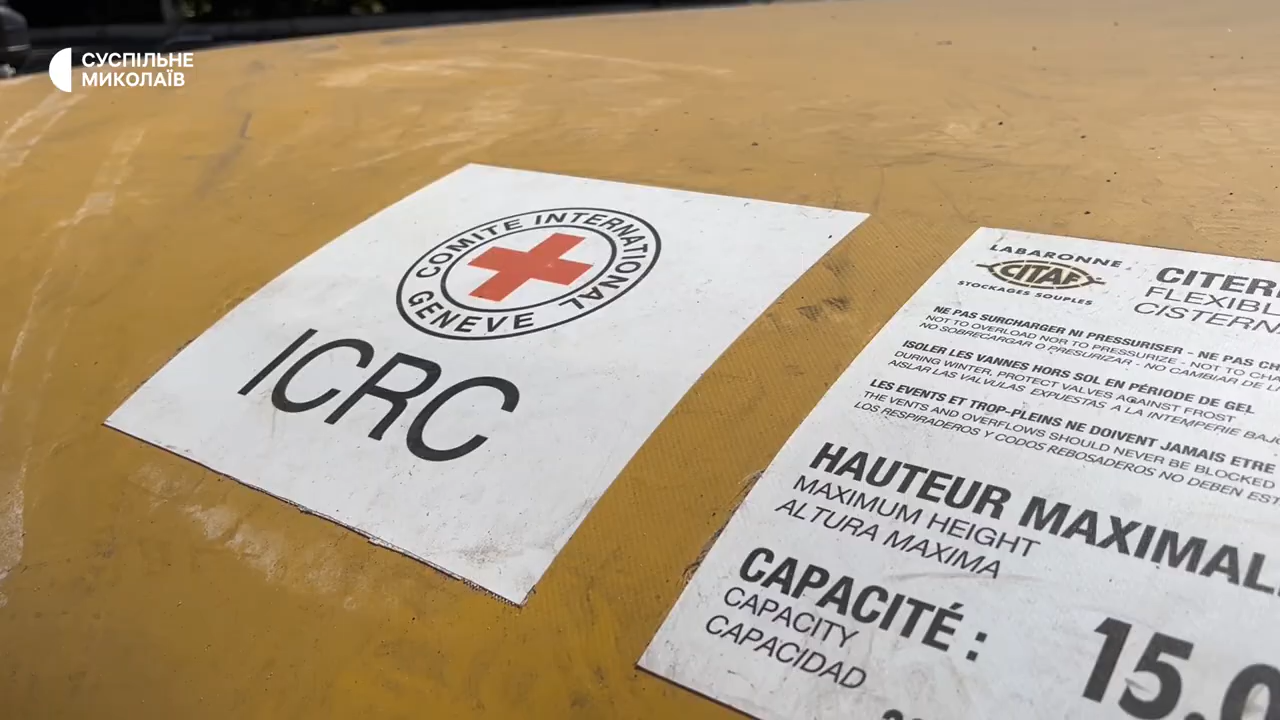 СУСПІЛЬНЕ
МИКОЛАЇВ
COMITE INTERNATIONAL
GENEVE
ICRC
LABARONNE
CITAF
STOCKAGES SOUPLES
NE PAS SURCHARGER NI PRESSURISER - NE PAS
NOT TO OVERLOAD NOR TO PRESSURIZE - NOT TO
NO SOBRECARGAR O PRESURIZAR - NO CAMBIAR DE
ISOLER LES VANNES HORS SOL EN PÉRIODE DE GEL
DURING WINTER, PROTECT VALVES AGAINST FROST
AISLAR LAS VALVULAS EXPUESTAS A LA INTEMPERIE
LES EVENTS ET TROP-PLEINS NE DOIVENT JAMAIS ETRE
THE VENTS AND OVERFLOWS SHOULD NEVER BE BLOCKED
LOS RESPIRADEROS Y CODOS REBOSADEROS NO DEBEN
HAUTEUR MAXIMAL
MAXIMUM HEIGHT
ALTURA MAXIMA
CAPACITÉ : 15.0
CAPACITY
CAPACIDAD